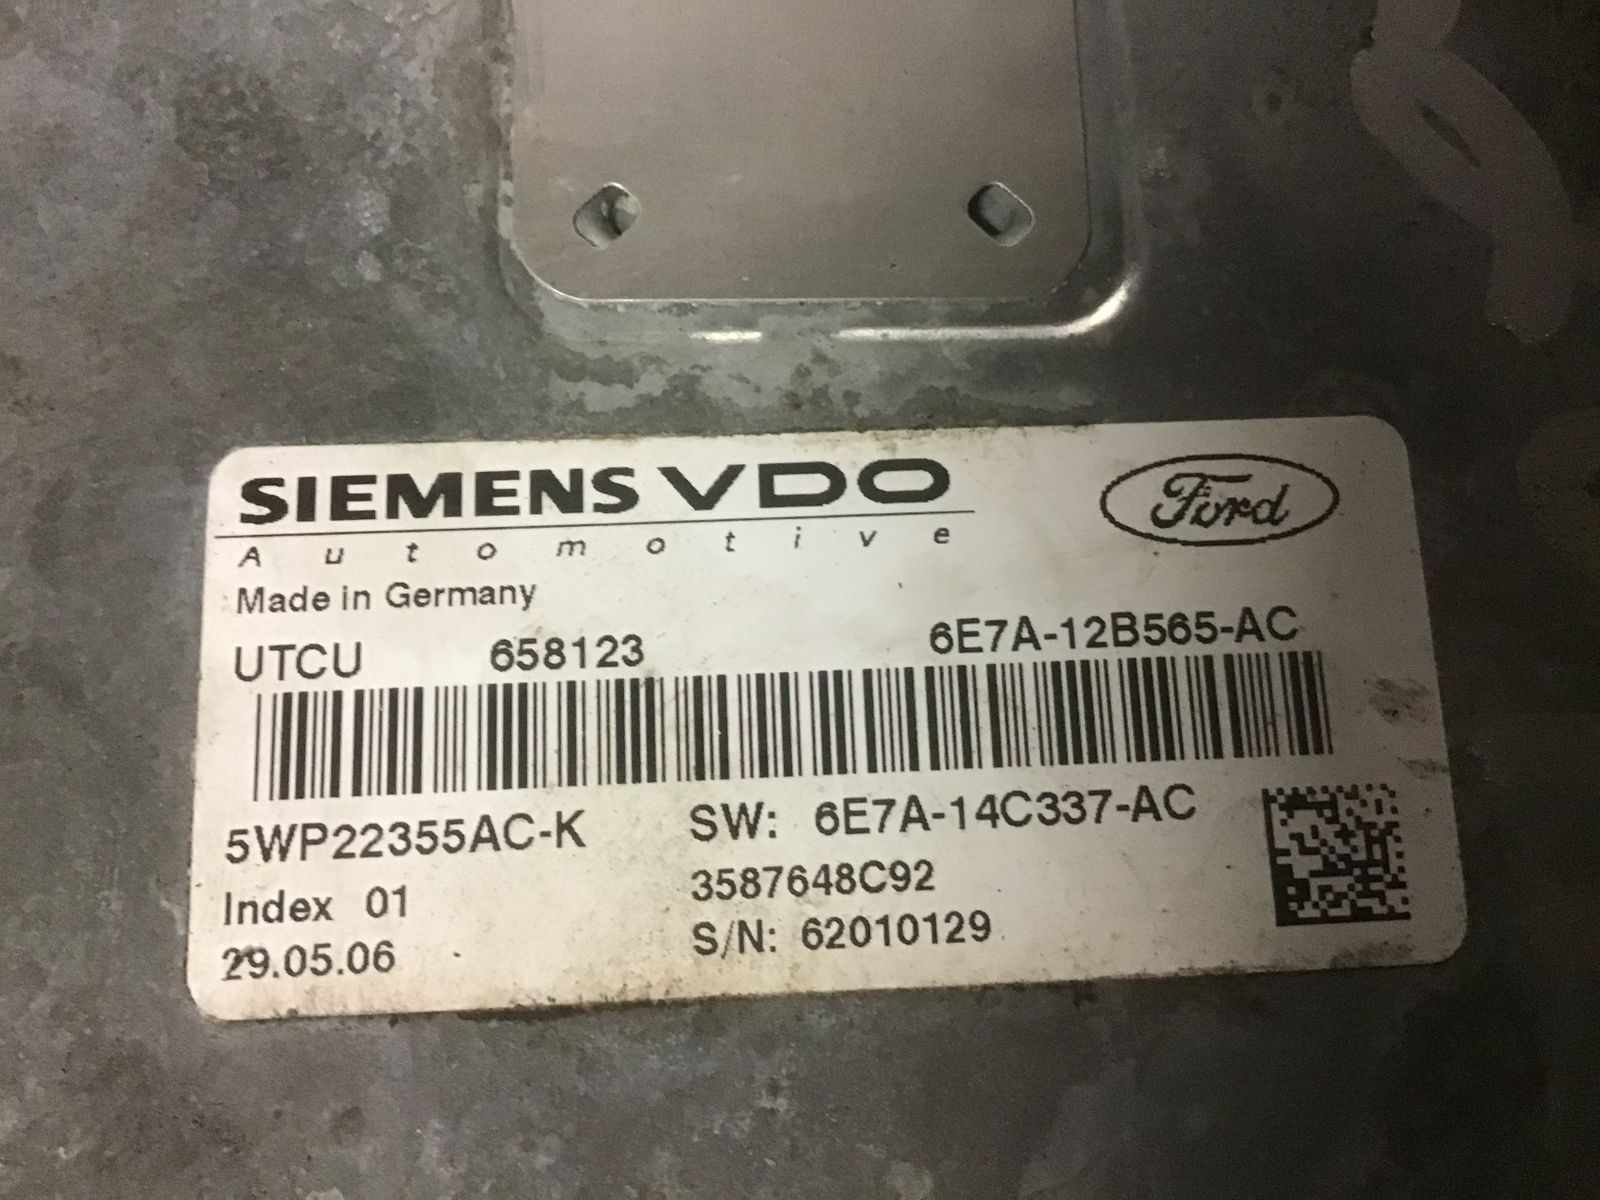 SIEMENS VDO
Automotive
Ford
Made in Germany
UTCU 658123 6E7A-12B565-AC
5WP22355AC-K SW: 6E7A-14C337-AC
Index 01 3587648C92
29.05.06 S/N: 62010129